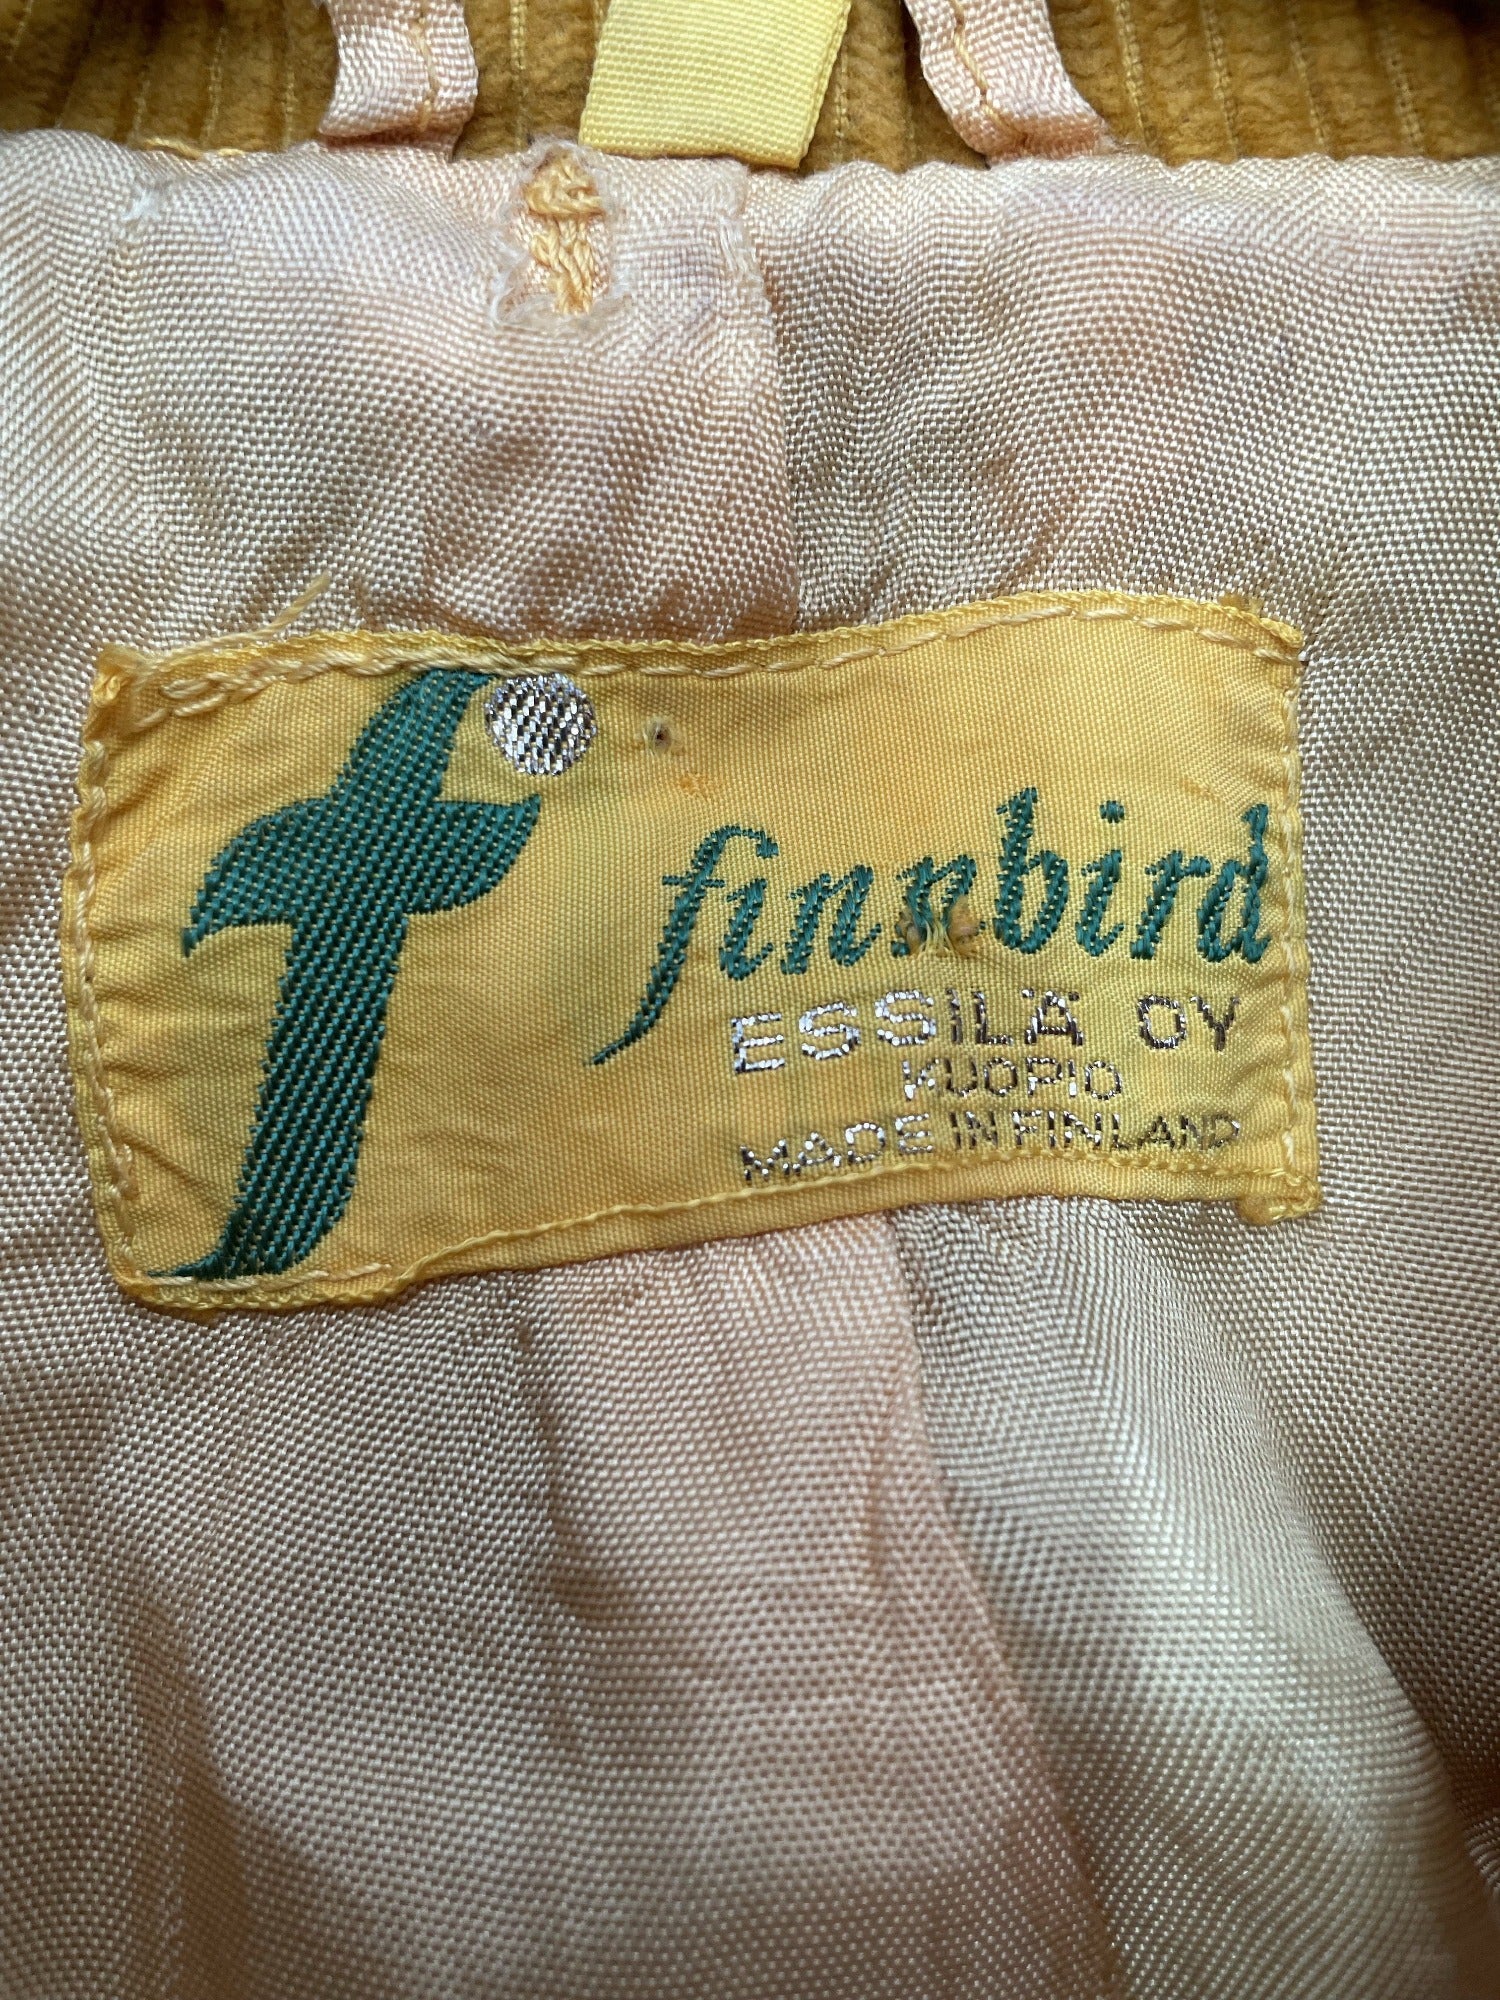 finnbird
ESSILÄ OY
KUOPIO
MADE IN FINLAND